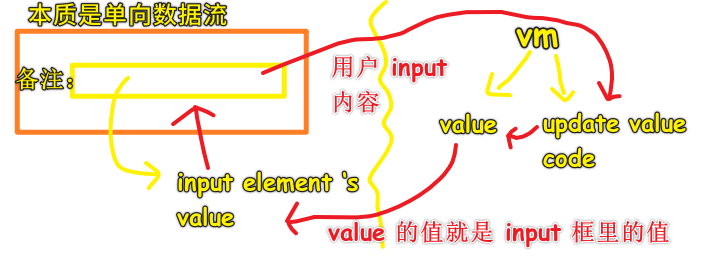 本质是单向数据流
vm
备注：
用户 input
内容
value
update value
code
input element 's
value
value 的值就是 input 框里的值